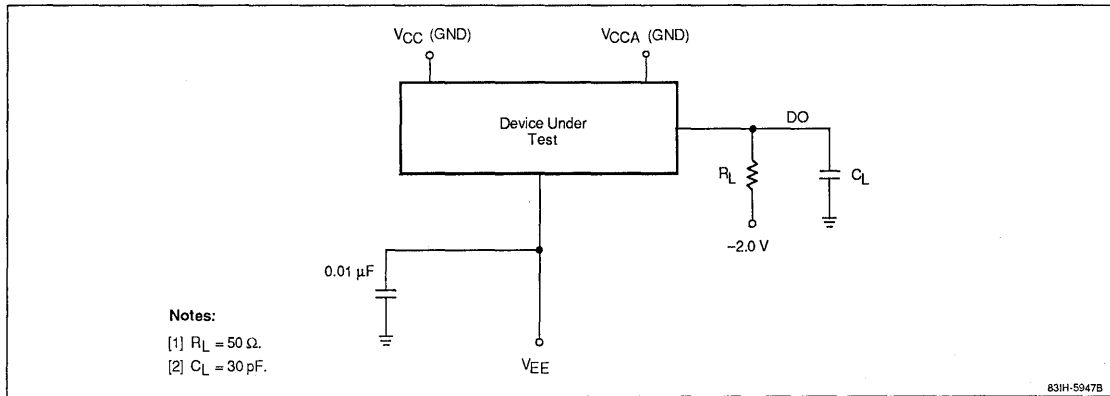 VCC (GND)
VCCA (GND)
Device Under
Test
DO
RL
CL
–2.0 V
0.01 µF
VEE
Notes:
[1] RL = 50 Ω.
[2] CL = 30 pF.
83IH-5947B